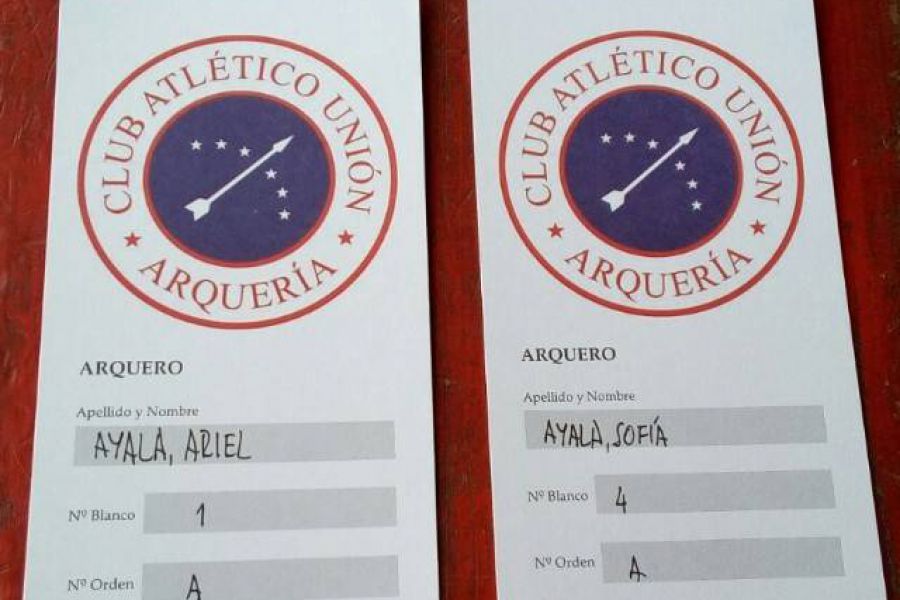 CLUB ATLÉTICO UNIÓN
ARQUERÍA
ARQUERO
Apellido y Nombre
AYALA, ARIEL
Nº Blanco 1
Nº Orden A
CLUB ATLÉTICO UNIÓN
ARQUERÍA
ARQUERO
Apellido y Nombre
AYALA, SOFÍA
Nº Blanco 4
Nº Orden A